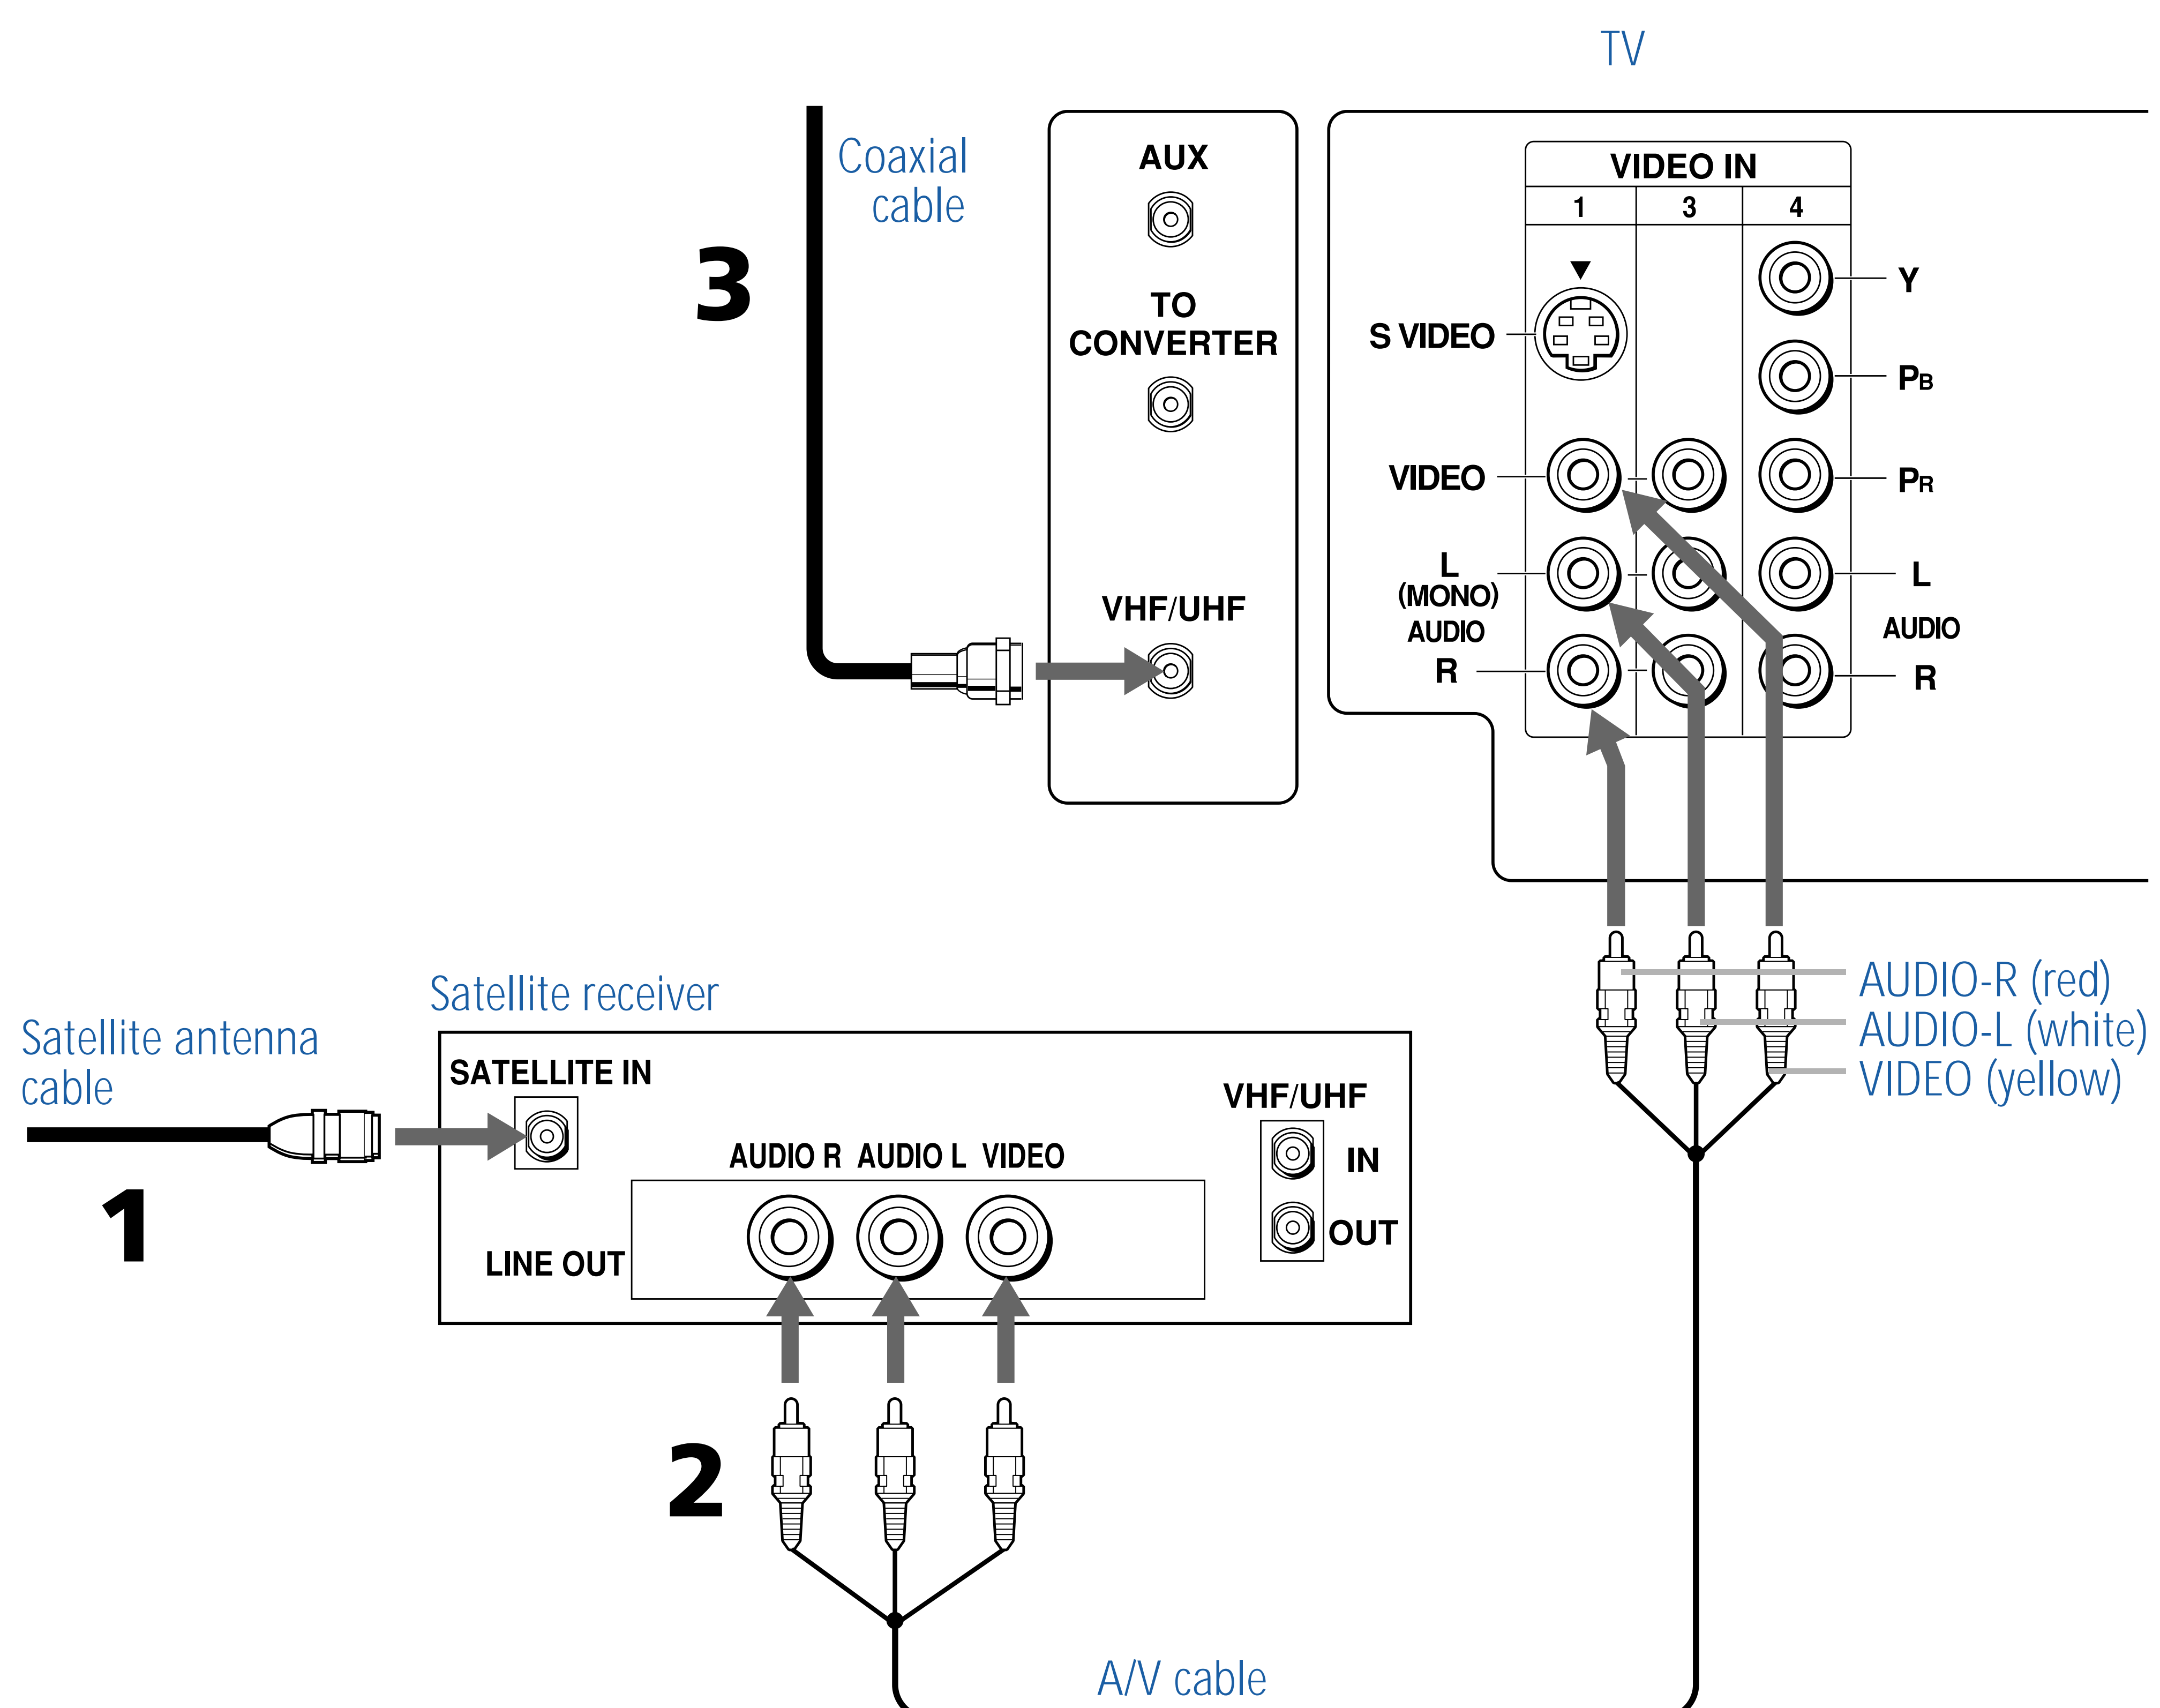 TV
Coaxial
cable
3
AUX
TO
CONVERTER
VHF/UHF
VIDEO IN
1 3 4
S VIDEO
VIDEO
L
(MONO)
AUDIO
R
Y
PB
PR
L
AUDIO
R
AUDIO-R (red)
AUDIO-L (white)
VIDEO (yellow)
Satellite receiver
Satellite antenna
cable
1
SATELLITE IN
VHF/UHF
IN
OUT
AUDIO R AUDIO L VIDEO
LINE OUT
2
A/V cable